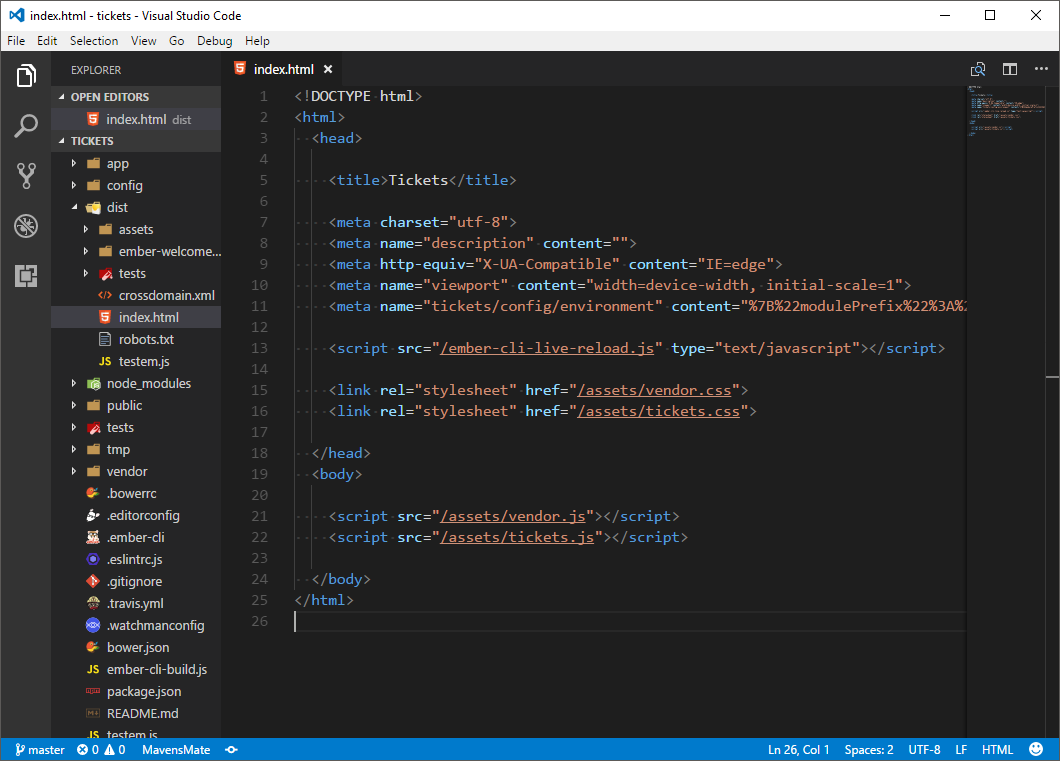 index.html - tickets - Visual Studio Code
File Edit Selection View Go Debug Help
EXPLORER
OPEN EDITORS
index.html dist
TICKETS
app
config
dist
assets
ember-welcome...
tests
crossdomain.xml
index.html
robots.txt
JS testem.js
node_modules
public
tests
tmp
vendor
.bowerrc
.editorconfig
.ember-cli
.eslintrc.js
.gitignore
.travis.yml
.watchmanconfig
bower.json
JS ember-cli-build.js
package.json
README.md
JS testem.js
index.html
1 <!DOCTYPE html>
2 <html>
3 <head>
4
5 <title>Tickets</title>
6
7 <meta charset="utf-8">
8 <meta name="description" content="">
9 <meta http-equiv="X-UA-Compatible" content="IE=edge">
10 <meta name="viewport" content="width=device-width, initial-scale=1">
11 <meta name="tickets/config/environment" content="%7B%22modulePrefix%22%3A%2
12
13 <script src="/ember-cli-live-reload.js" type="text/javascript"></script>
14
15 <link rel="stylesheet" href="/assets/vendor.css">
16 <link rel="stylesheet" href="/assets/tickets.css">
17
18 </head>
19 <body>
20
21 <script src="/assets/vendor.js"></script>
22 <script src="/assets/tickets.js"></script>
23
24 </body>
25 </html>
26
master 0 0 MavensMate Ln 26, Col 1 Spaces: 2 UTF-8 LF HTML